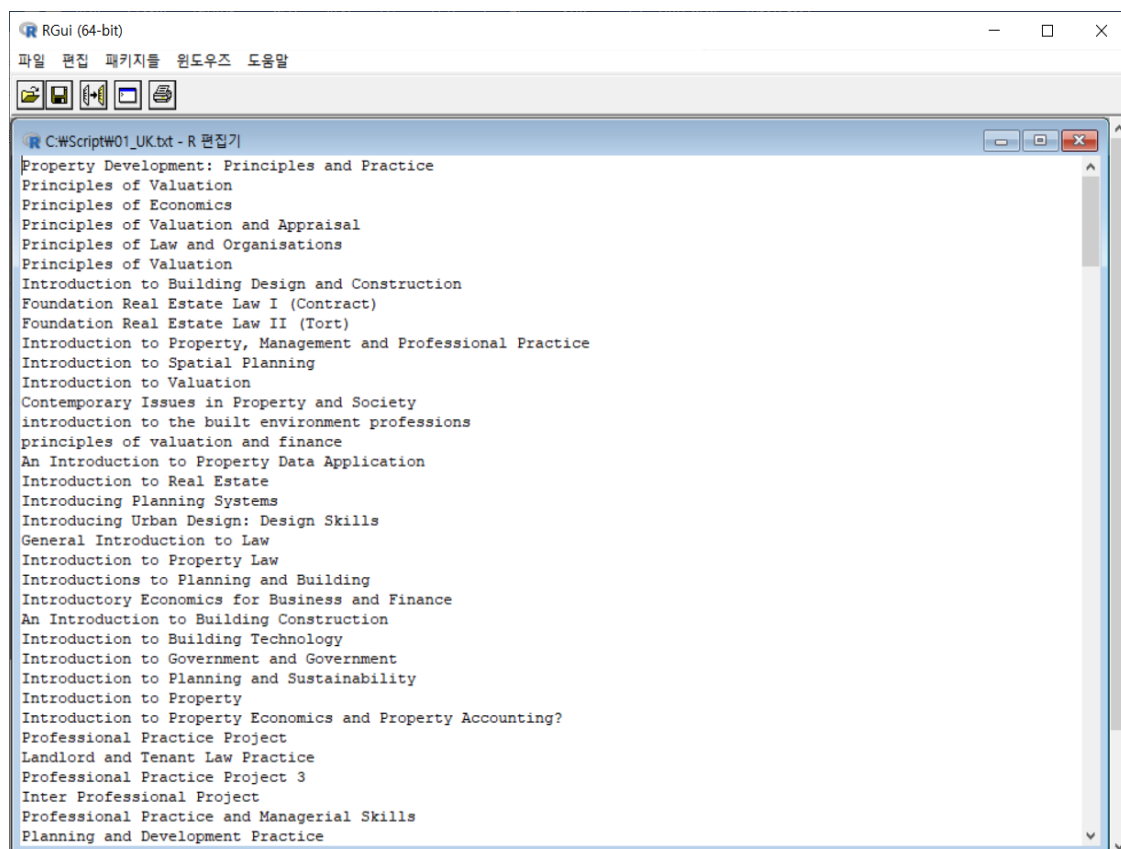 RGui (64-bit)
파일 편집 패키지들 윈도우즈 도움말
C:₩Script₩01_UK.txt - R 편집기
Property Development: Principles and Practice
Principles of Valuation
Principles of Economics
Principles of Valuation and Appraisal
Principles of Law and Organisations
Principles of Valuation
Introduction to Building Design and Construction
Foundation Real Estate Law I (Contract)
Foundation Real Estate Law II (Tort)
Introduction to Property, Management and Professional Practice
Introduction to Spatial Planning
Introduction to Valuation
Contemporary Issues in Property and Society
introduction to the built environment professions
principles of valuation and finance
An Introduction to Property Data Application
Introduction to Real Estate
Introducing Planning Systems
Introducing Urban Design: Design Skills
General Introduction to Law
Introduction to Property Law
Introductions to Planning and Building
Introductory Economics for Business and Finance
An Introduction to Building Construction
Introduction to Building Technology
Introduction to Government and Government
Introduction to Planning and Sustainability
Introduction to Property
Introduction to Property Economics and Property Accounting?
Professional Practice Project
Landlord and Tenant Law Practice
Professional Practice Project 3
Inter Professional Project
Professional Practice and Managerial Skills
Planning and Development Practice